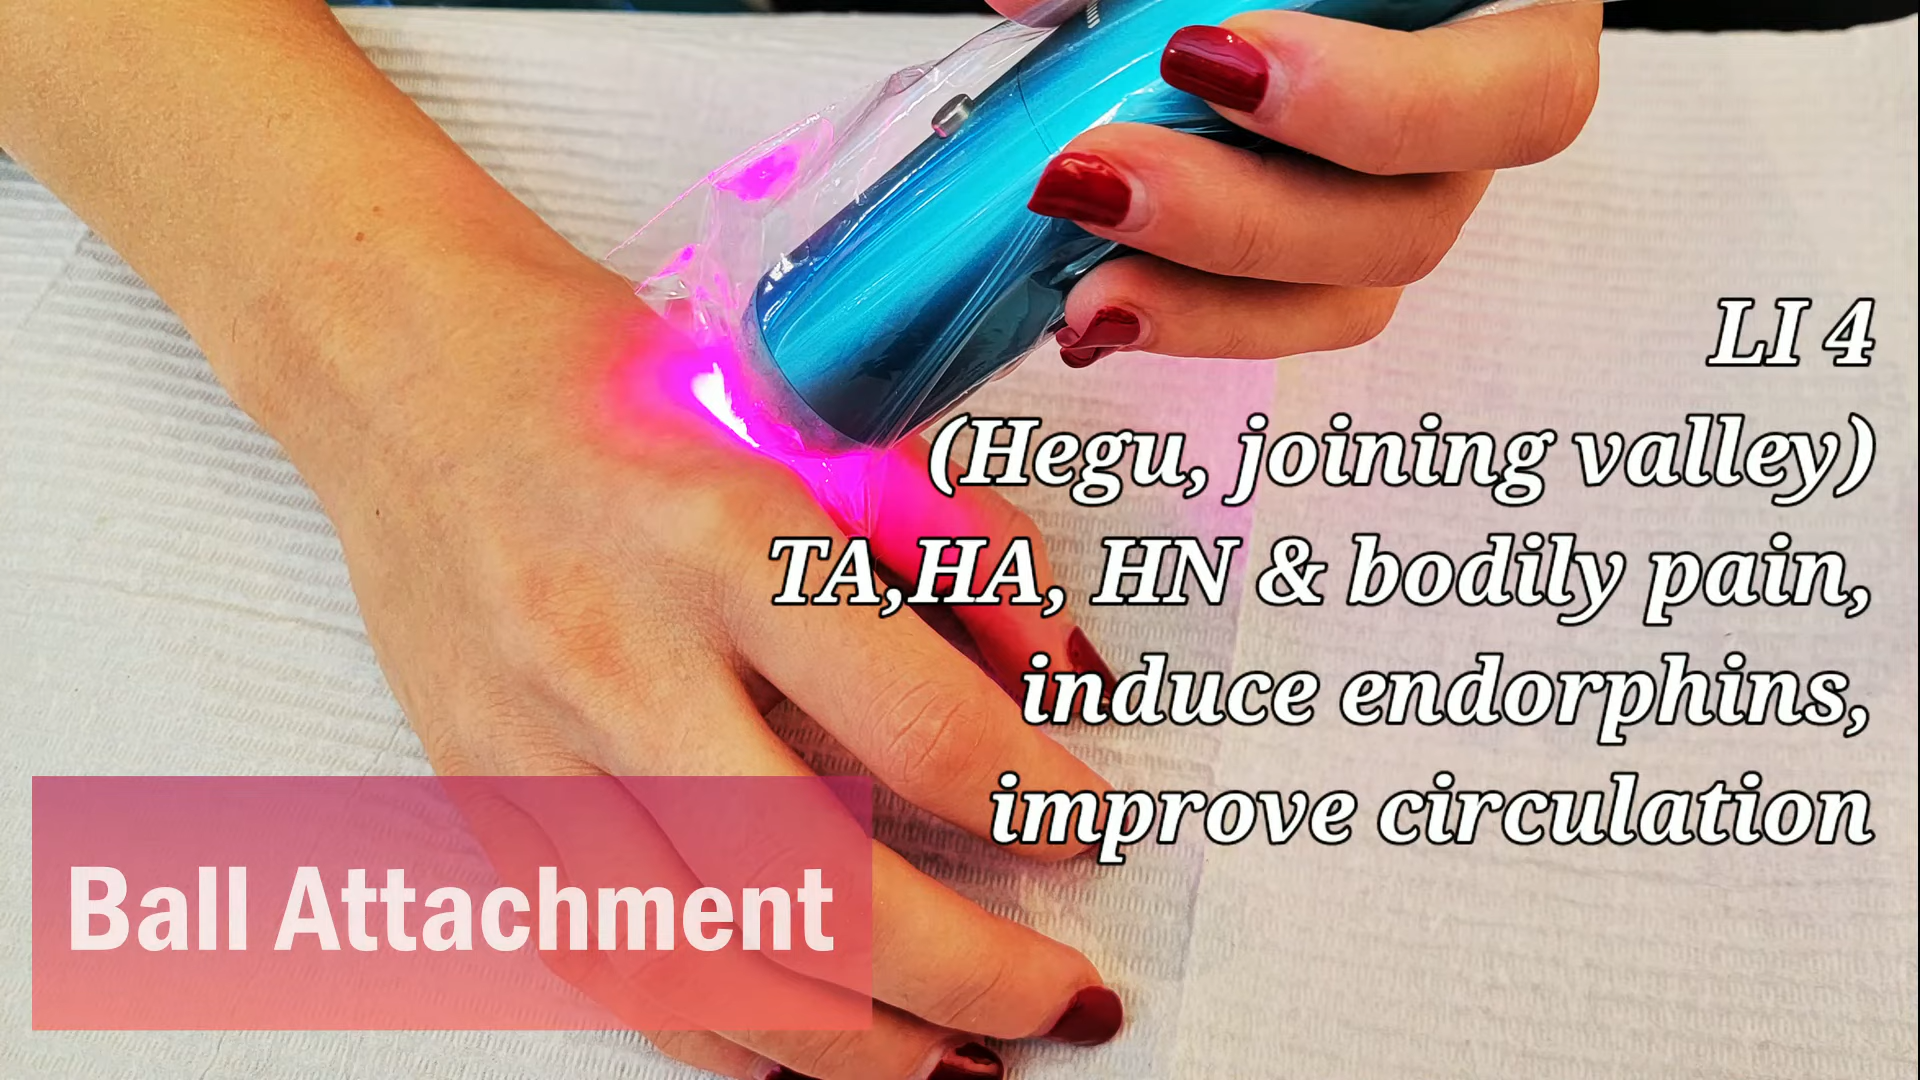 LI 4
(Hegu, joining valley)
TA,HA, HN & bodily pain,
induce endorphins,
improve circulation
Ball Attachment